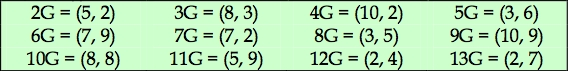 2G = (5, 2) 3G = (8, 3) 4G = (10, 2) 5G = (3, 6)
6G = (7, 9) 7G = (7, 2) 8G = (3, 5) 9G = (10, 9)
10G = (8, 8) 11G = (5, 9) 12G = (2, 4) 13G = (2, 7)